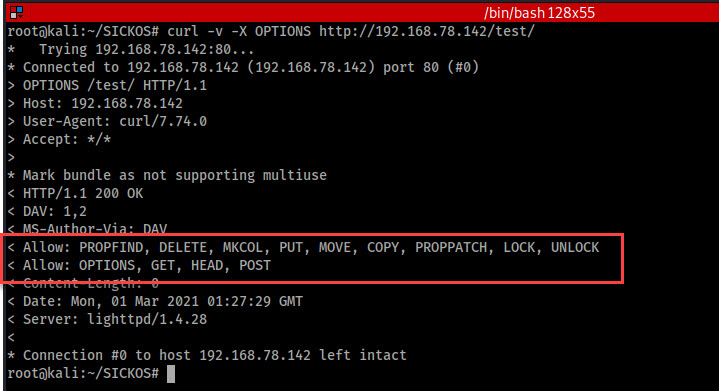 /bin/bash 128x55
root@kali:~/SICKOS# curl -v -X OPTIONS http://192.168.78.142/test/
*   Trying 192.168.78.142:80...
* Connected to 192.168.78.142 (192.168.78.142) port 80 (#0)
> OPTIONS /test/ HTTP/1.1
> Host: 192.168.78.142
> User-Agent: curl/7.74.0
> Accept: */*
>
* Mark bundle as not supporting multiuse
< HTTP/1.1 200 OK
< DAV: 1,2
< MS-Author-Via: DAV
< Allow: PROPFIND, DELETE, MKCOL, PUT, MOVE, COPY, PROPPATCH, LOCK, UNLOCK
< Allow: OPTIONS, GET, HEAD, POST
< Content-Length: 0
< Date: Mon, 01 Mar 2021 01:27:29 GMT
< Server: lighttpd/1.4.28
<
* Connection #0 to host 192.168.78.142 left intact
root@kali:~/SICKOS#